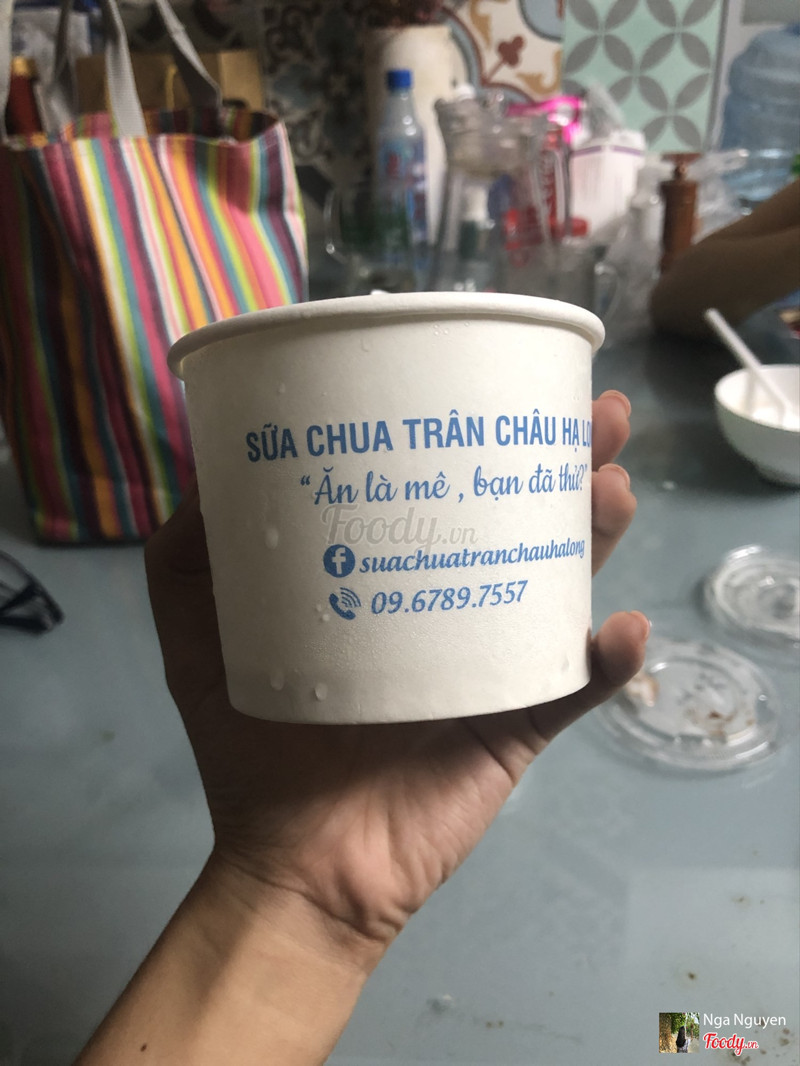 SỮA CHUA TRÂN CHÂU HẠ LO
“Ăn là mê , bạn đã thử?”
Foody.vn
suachuatranchauhalong
09.6789.7557
Nga Nguyen
Foody.vn